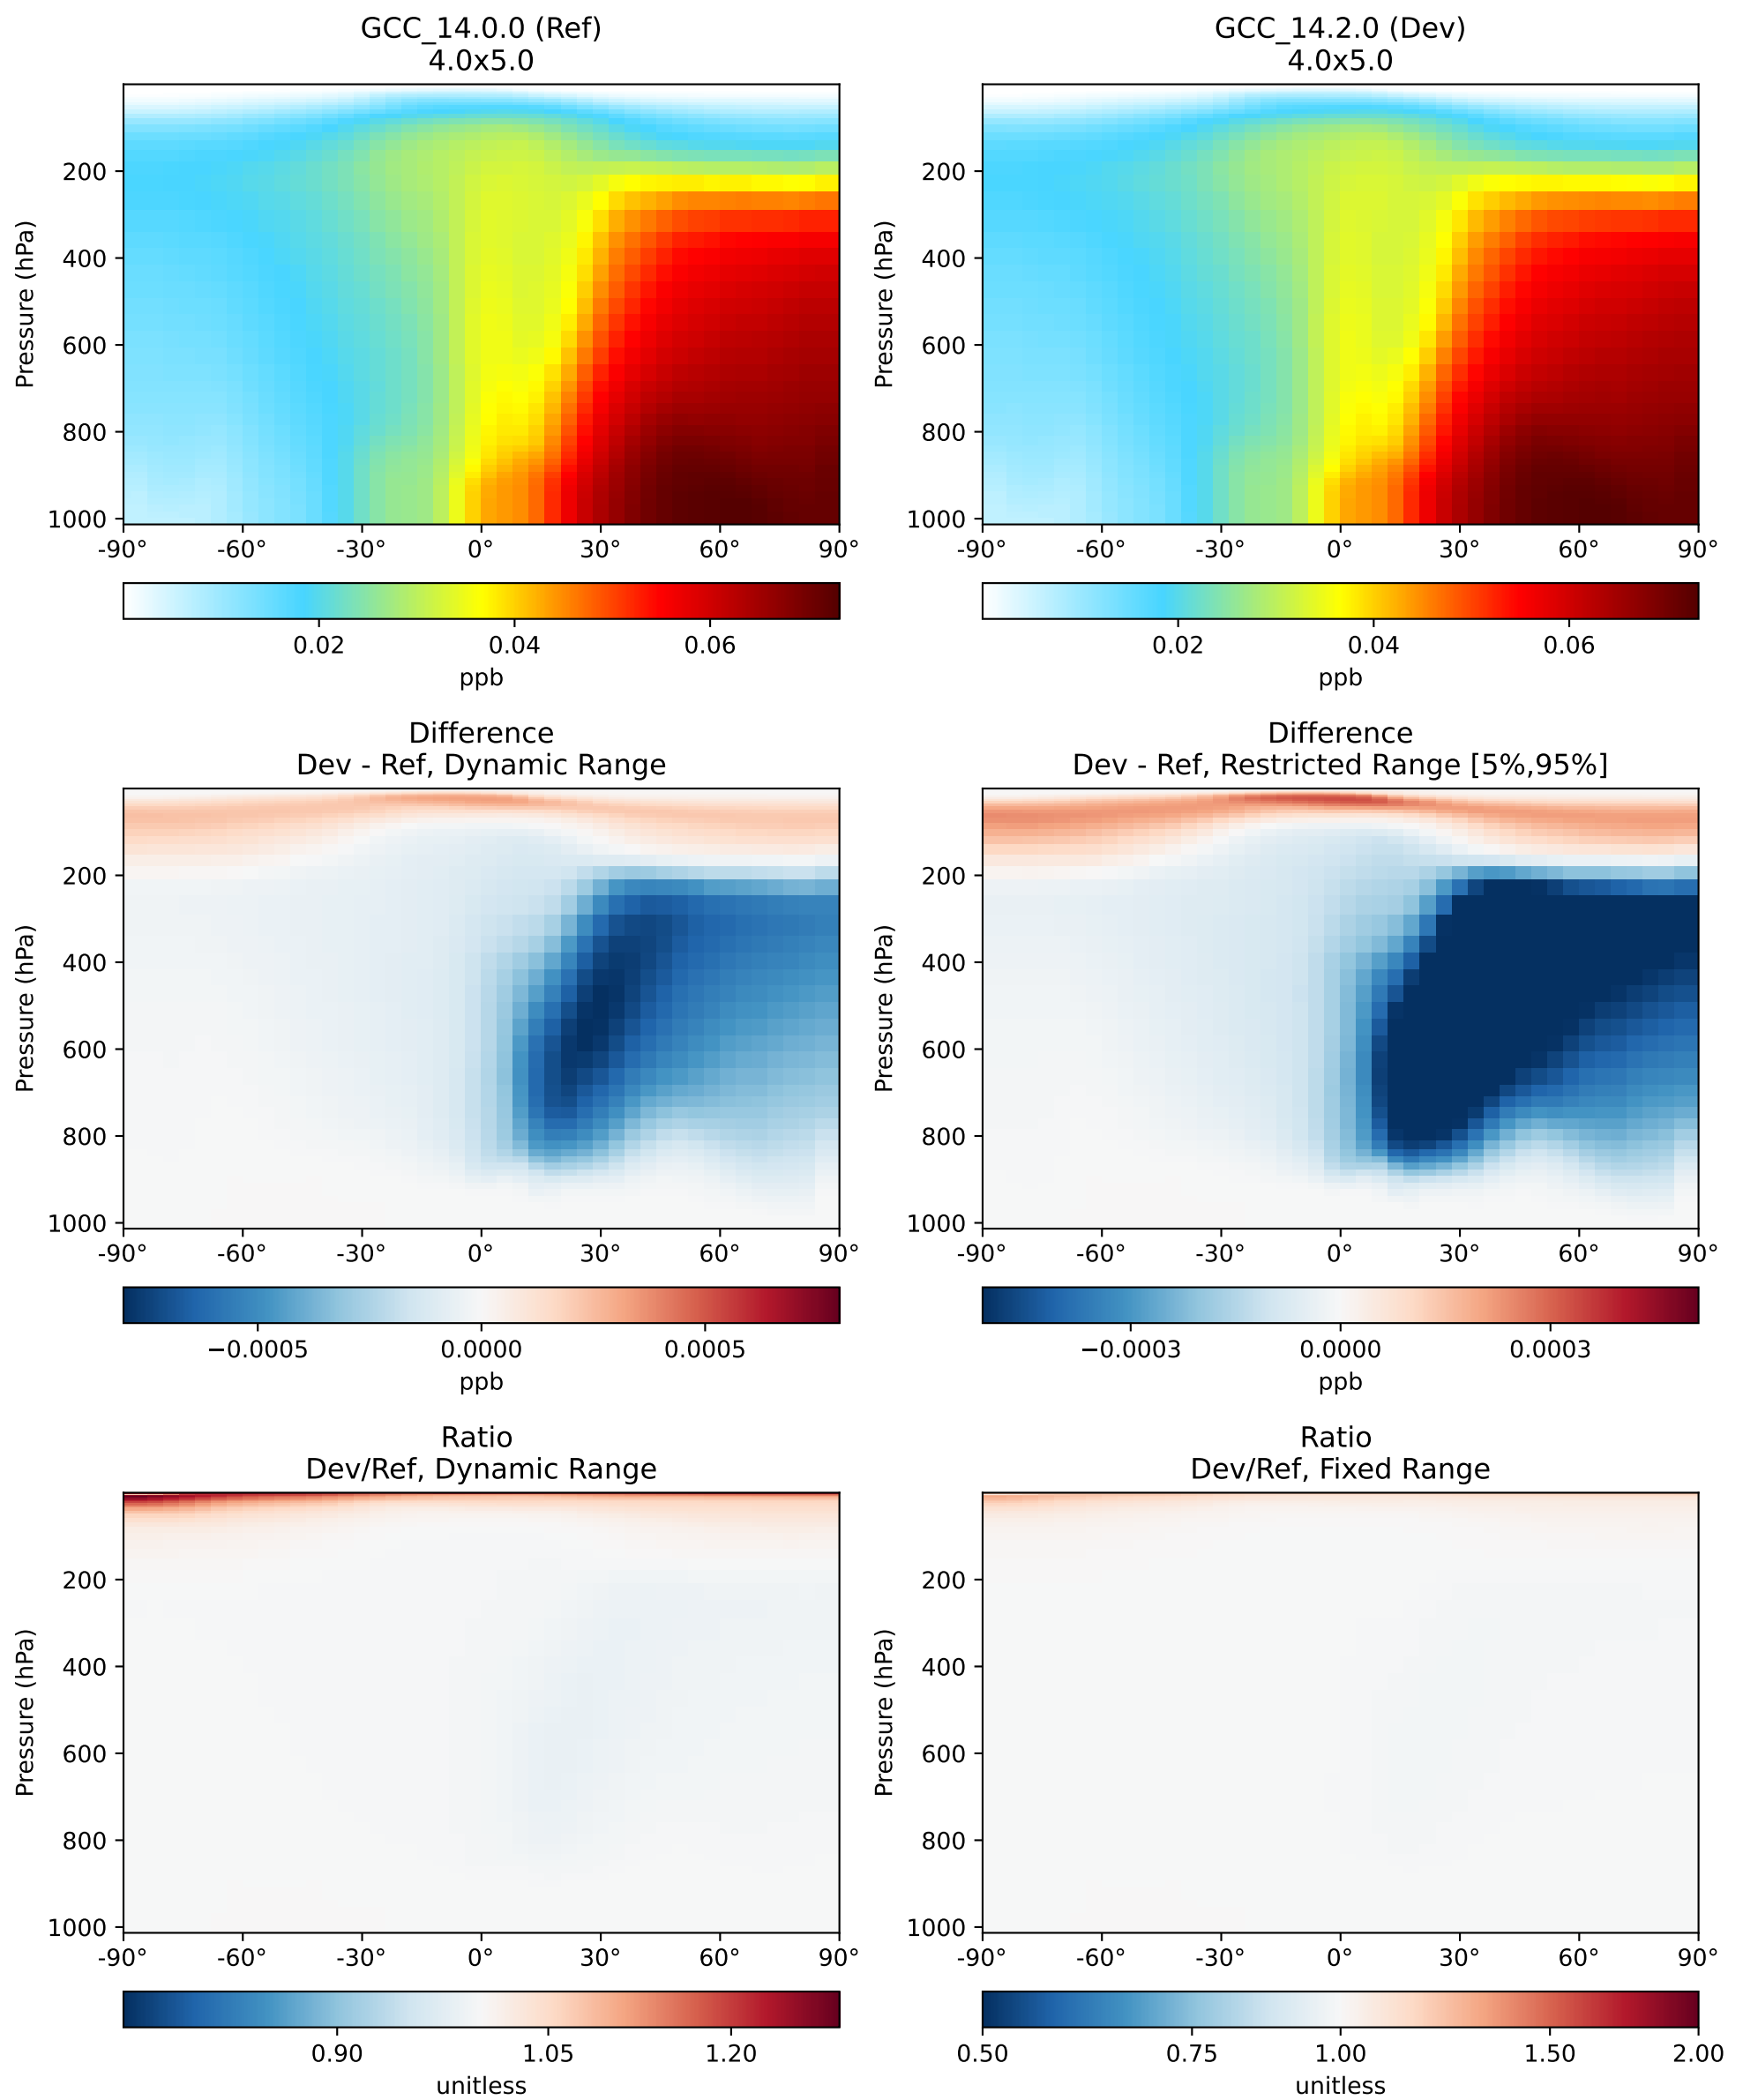 GCC_14.0.0 (Ref)
4.0x5.0
Pressure (hPa)
200
400
600
800
1000
-90° -60° -30° 0° 30° 60° 90°
0.02 0.04 0.06
ppb
GCC_14.2.0 (Dev)
4.0x5.0
Pressure (hPa)
200
400
600
800
1000
-90° -60° -30° 0° 30° 60° 90°
0.02 0.04 0.06
ppb
Difference
Dev - Ref, Dynamic Range
Pressure (hPa)
200
400
600
800
1000
-90° -60° -30° 0° 30° 60° 90°
−0.0005 0.0000 0.0005
ppb
Difference
Dev - Ref, Restricted Range [5%,95%]
Pressure (hPa)
200
400
600
800
1000
-90° -60° -30° 0° 30° 60° 90°
−0.0003 0.0000 0.0003
ppb
Ratio
Dev/Ref, Dynamic Range
Pressure (hPa)
200
400
600
800
1000
-90° -60° -30° 0° 30° 60° 90°
0.90 1.05 1.20
unitless
Ratio
Dev/Ref, Fixed Range
Pressure (hPa)
200
400
600
800
1000
-90° -60° -30° 0° 30° 60° 90°
0.50 0.75 1.00 1.50 2.00
unitless